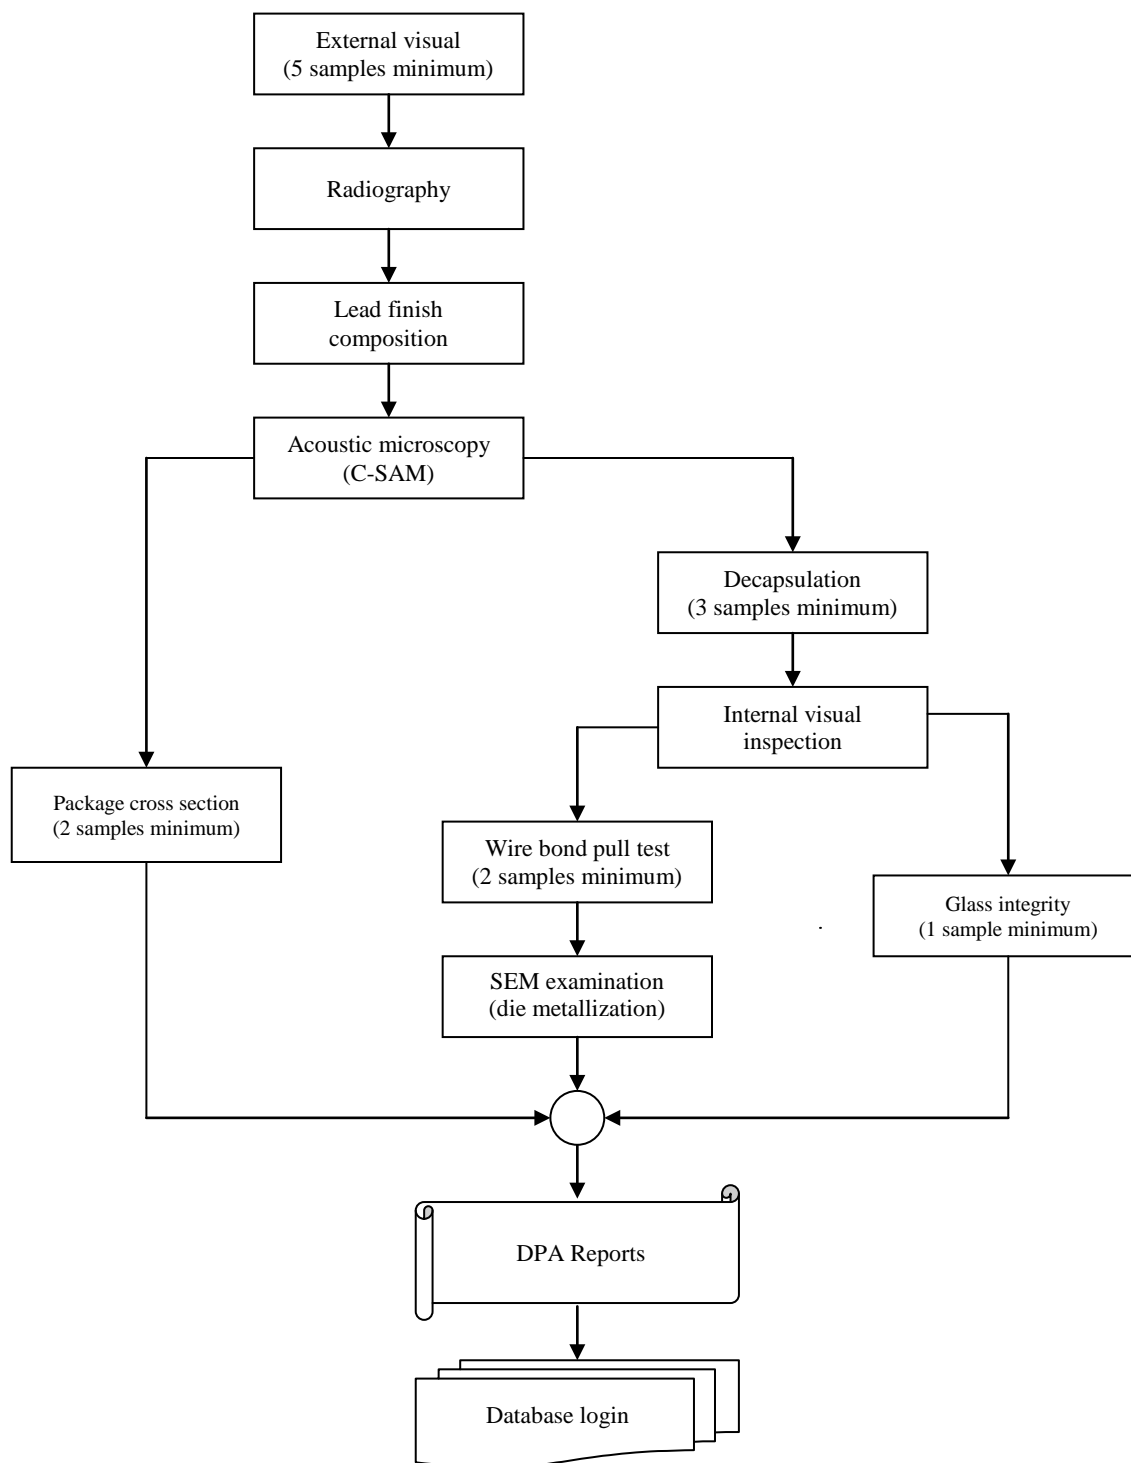 External visual
(5 samples minimum)
Radiography
Lead finish
composition
Acoustic microscopy
(C-SAM)
Decapsulation
(3 samples minimum)
Internal visual
inspection
Package cross section
(2 samples minimum)
Wire bond pull test
(2 samples minimum)
Glass integrity
(1 sample minimum)
.
SEM examination
(die metallization)
DPA Reports
Database login